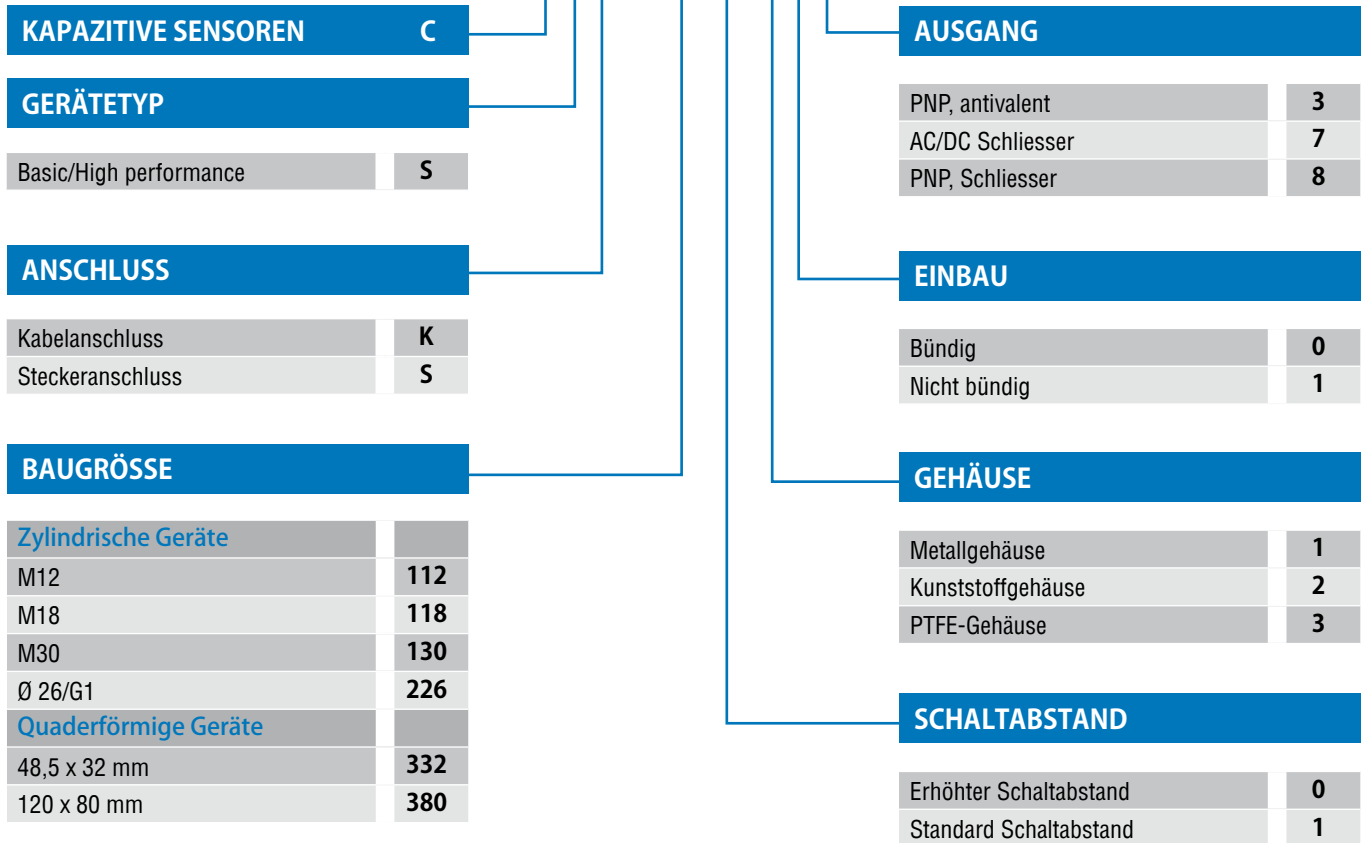 KAPAZITIVE SENSOREN C
GERÄTETYP
Basic/High performance S
ANSCHLUSS
Kabelanschluss K
Steckeranschluss S
BAUGRÖSSE
Zylindrische Geräte
M12 112
M18 118
M30 130
Ø 26/G1 226
Quaderförmige Geräte
48,5 x 32 mm 332
120 x 80 mm 380
AUSGANG
PNP, antivalent 3
AC/DC Schliesser 7
PNP, Schliesser 8
EINBAU
Bündig 0
Nicht bündig 1
GEHÄUSE
Metallgehäuse 1
Kunststoffgehäuse 2
PTFE-Gehäuse 3
SCHALTABSTAND
Erhöhter Schaltabstand 0
Standard Schaltabstand 1